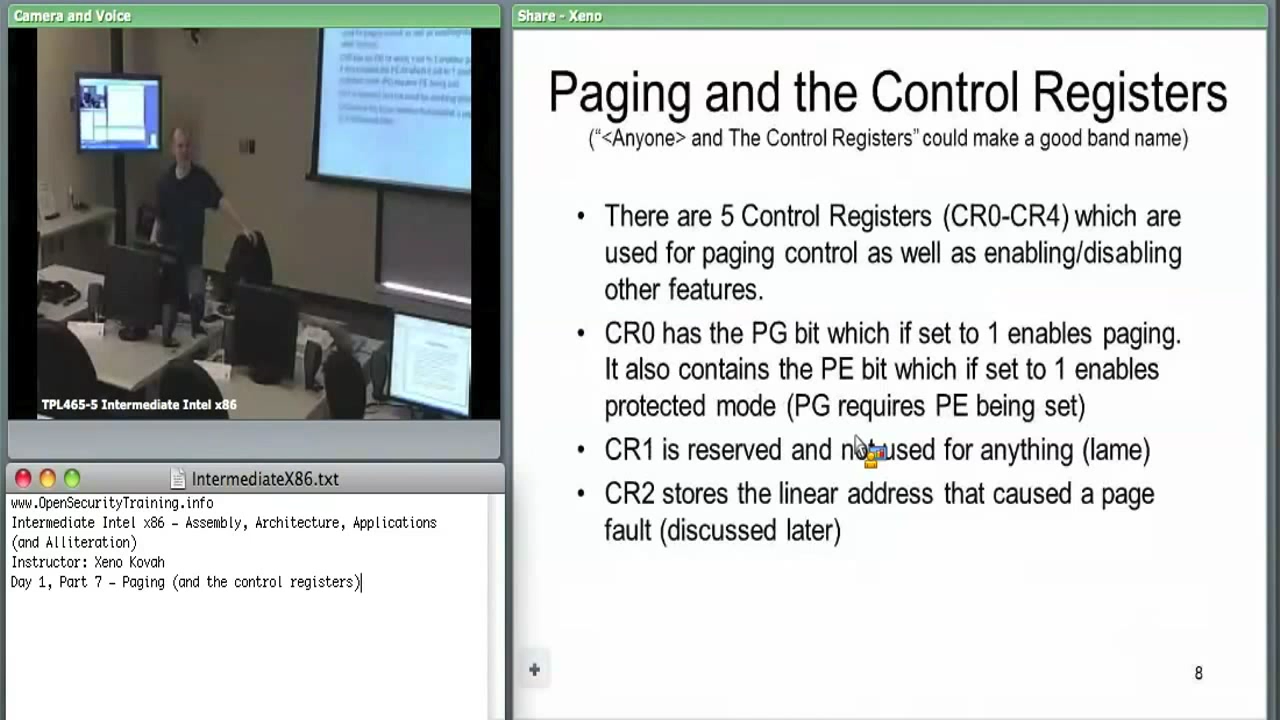 Camera and Voice
TPL465-5 Intermediate Intel x86
IntermediateX86.txt
www.OpenSecurityTraining.info
Intermediate Intel x86 – Assembly, Architecture, Applications
(and Alliteration)
Instructor: Xeno Kovah
Day 1, Part 7 – Paging (and the control registers)
Share - Xeno
Paging and the Control Registers
("<Anyone> and The Control Registers" could make a good band name)
• There are 5 Control Registers (CR0-CR4) which are
used for paging control as well as enabling/disabling
other features.
• CR0 has the PG bit which if set to 1 enables paging.
It also contains the PE bit which if set to 1 enables
protected mode (PG requires PE being set)
• CR1 is reserved and not used for anything (lame)
• CR2 stores the linear address that caused a page
fault (discussed later)
8